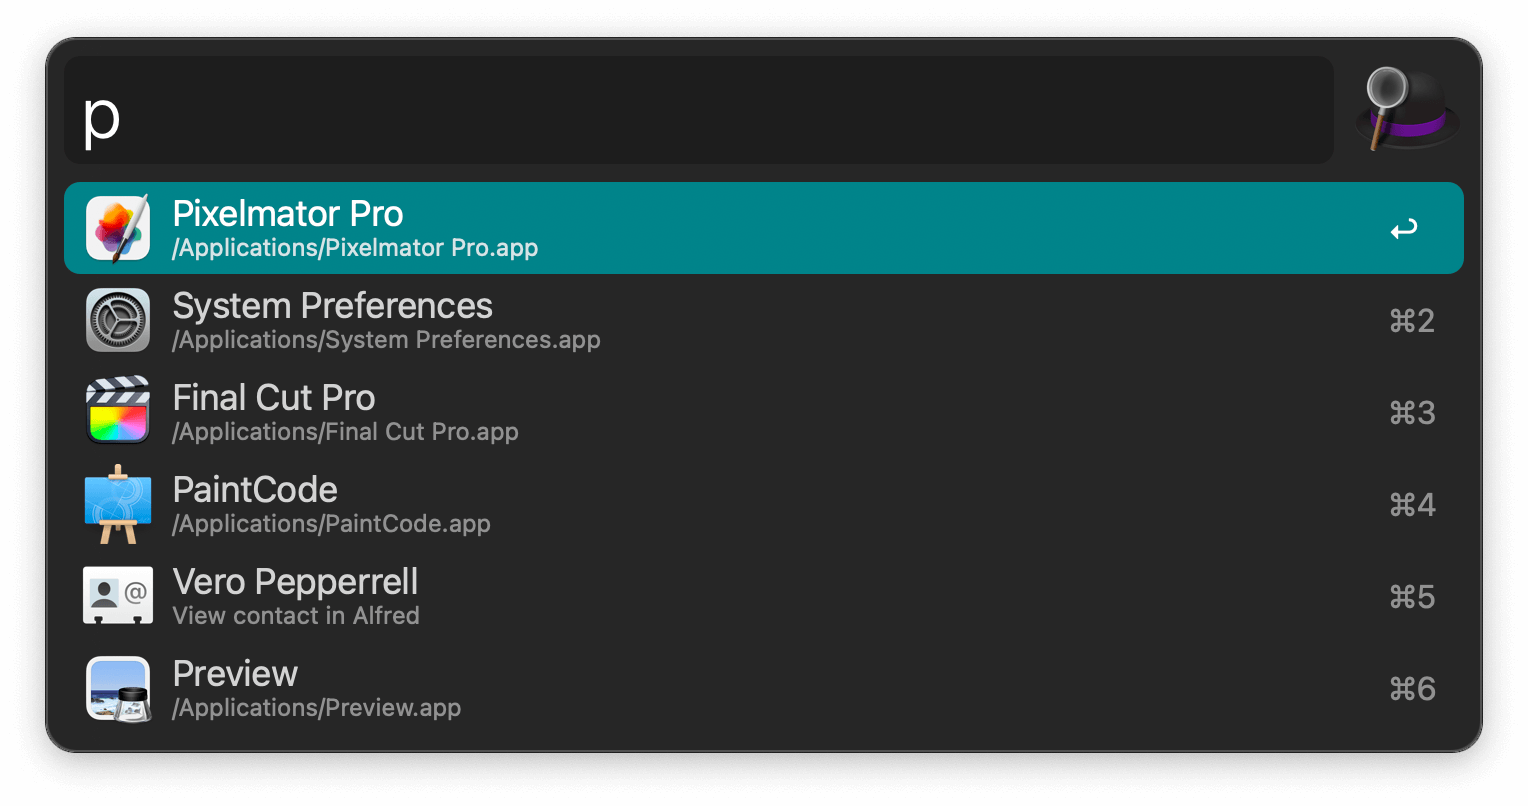 p
Pixelmator Pro
/Applications/Pixelmator Pro.app
↩
System Preferences
/Applications/System Preferences.app
⌘2
Final Cut Pro
/Applications/Final Cut Pro.app
⌘3
PaintCode
/Applications/PaintCode.app
⌘4
@
Vero Pepperrell
View contact in Alfred
⌘5
Preview
/Applications/Preview.app
⌘6